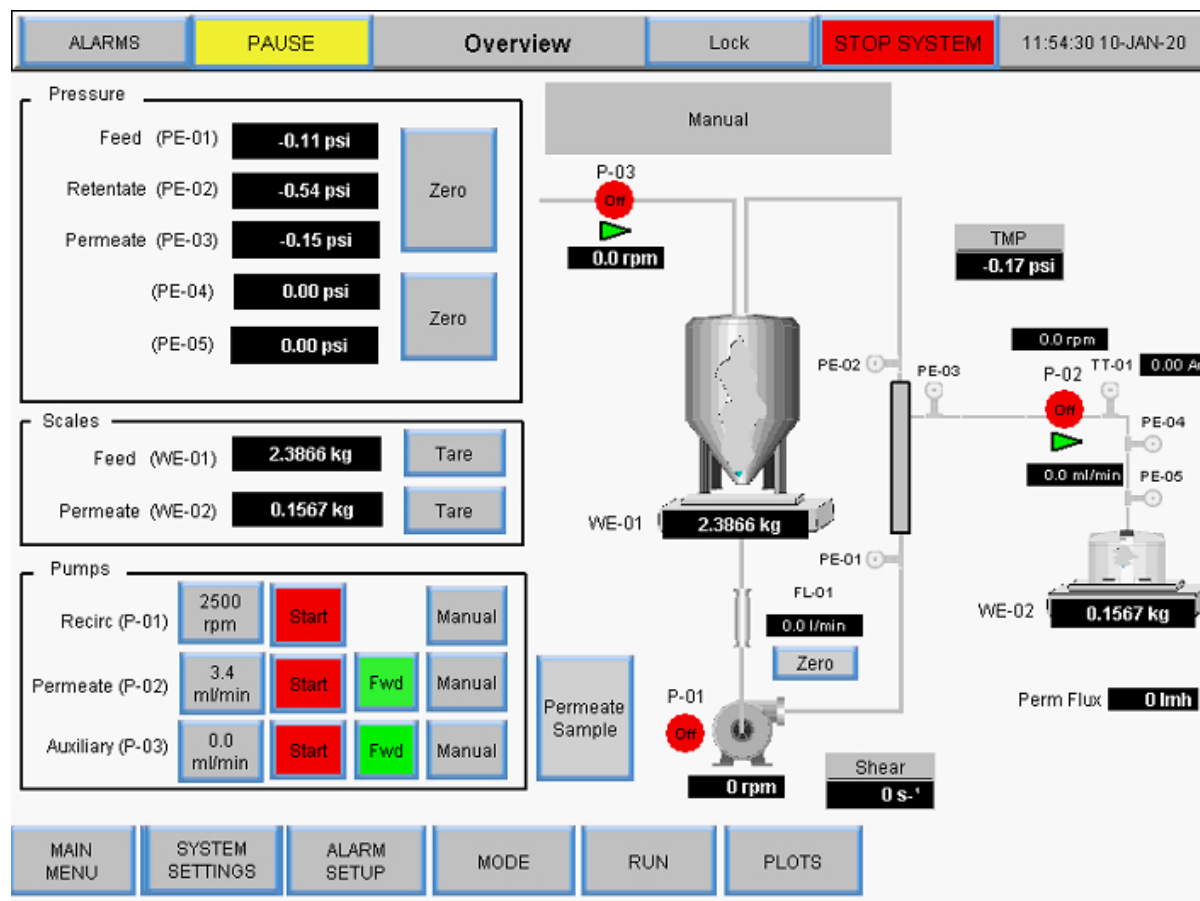 ALARMS
PAUSE
Overview
Lock
STOP SYSTEM
11:54:30 10-JAN-20
Pressure
Feed (PE-01)
-0.11 psi
Retentate (PE-02)
-0.54 psi
Permeate (PE-03)
-0.15 psi
Zero
(PE-04)
0.00 psi
(PE-05)
0.00 psi
Zero
Scales
Feed (WE-01)
2.3866 kg
Tare
Permeate (WE-02)
0.1567 kg
Tare
Pumps
Recirc (P-01)
2500
rpm
Start
Manual
Permeate (P-02)
3.4
ml/min
Start
Fwd
Manual
Auxiliary (P-03)
0.0
ml/min
Start
Fwd
Manual
Permeate
Sample
Manual
P-03
Off
0.0 rpm
TMP
-0.17 psi
0.0 rpm
P-02
Off
0.0 ml/min
TT-01
0.00
PE-02
PE-03
PE-04
PE-05
WE-01
2.3866 kg
PE-01
FL-01
0.0 l/min
Zero
WE-02
0.1567 kg
P-01
Off
0 rpm
Perm Flux
0 lmh
Shear
0 s-¹
MAIN
MENU
SYSTEM
SETTINGS
ALARM
SETUP
MODE
RUN
PLOTS